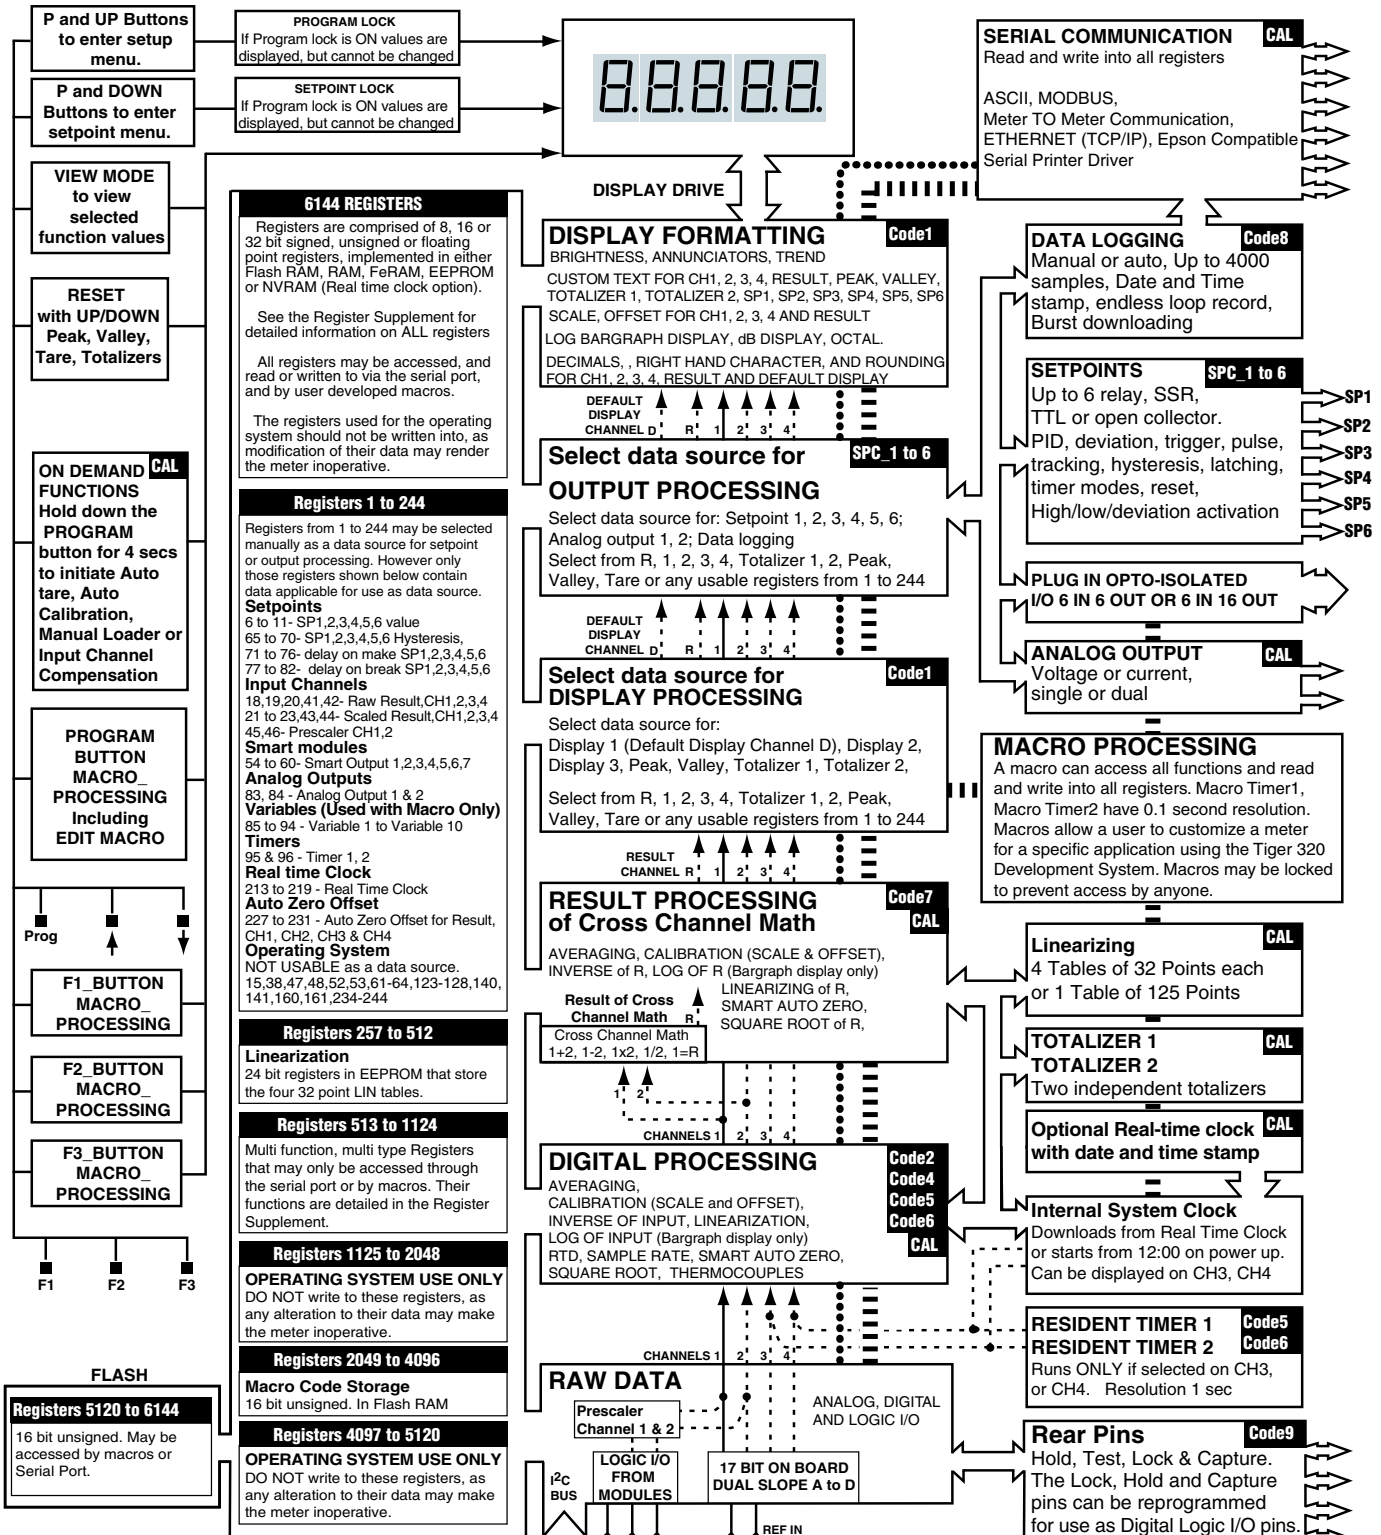 P and UP Buttons
to enter setup
menu.
PROGRAM LOCK
If Program lock is ON values are
displayed, but cannot be changed
P and DOWN
Buttons to enter
setpoint menu.
SETPOINT LOCK
If Program lock is ON values are
displayed, but cannot be changed
VIEW MODE
to view
selected
function values
RESET
with UP/DOWN
Peak, Valley,
Tare, Totalizers
ON DEMAND CAL
FUNCTIONS
Hold down the
PROGRAM
button for 4 secs
to initiate Auto
tare, Auto
Calibration,
Manual Loader or
Input Channel
Compensation
PROGRAM
BUTTON
MACRO_
PROCESSING
Including
EDIT MACRO
Prog
F1_BUTTON
MACRO_
PROCESSING
F2_BUTTON
MACRO_
PROCESSING
F3_BUTTON
MACRO_
PROCESSING
F1 F2 F3
FLASH
Registers 5120 to 6144
16 bit unsigned. May be
accessed by macros or
Serial Port.
6144 REGISTERS
Registers are comprised of 8, 16 or
32 bit signed, unsigned or floating
point registers, implemented in either
Flash RAM, RAM, FeRAM, EEPROM
or NVRAM (Real time clock option).
See the Register Supplement for
detailed information on ALL registers
All registers may be accessed, and
read or written to via the serial port,
and by user developed macros.
The registers used for the operating
system should not be written into, as
modification of their data may render
the meter inoperative.
Registers 1 to 244
Registers from 1 to 244 may be selected
manually as a data source for setpoint
or output processing. However only
those registers shown below contain
data applicable for use as data source.
Setpoints
6 to 11- SP1,2,3,4,5,6 value
65 to 70- SP1,2,3,4,5,6 Hysteresis,
71 to 76- delay on make SP1,2,3,4,5,6
77 to 82- delay on break SP1,2,3,4,5,6
Input Channels
18,19,20,41,42- Raw Result,CH1,2,3,4
21 to 23,43,44- Scaled Result,CH1,2,3,4
45,46- Prescaler CH1,2
Smart modules
54 to 60- Smart Output 1,2,3,4,5,6,7
Analog Outputs
83, 84 - Analog Output 1 & 2
Variables (Used with Macro Only)
85 to 94 - Variable 1 to Variable 10
Timers
95 & 96 - Timer 1, 2
Real time Clock
213 to 219 - Real Time Clock
Auto Zero Offset
227 to 231 - Auto Zero Offset for Result,
CH1, CH2, CH3 & CH4
Operating System
NOT USABLE as a data source.
15,38,47,48,52,53,61-64,123-128,140,
141,160,161,234-244
Registers 257 to 512
Linearization
24 bit registers in EEPROM that store
the four 32 point LIN tables.
Registers 513 to 1124
Multi function, multi type Registers
that may only be accessed through
the serial port or by macros. Their
functions are detailed in the Register
Supplement.
Registers 1125 to 2048
OPERATING SYSTEM USE ONLY
DO NOT write to these registers, as
any alteration to their data may make
the meter inoperative.
Registers 2049 to 4096
Macro Code Storage
16 bit unsigned. In Flash RAM
Registers 4097 to 5120
OPERATING SYSTEM USE ONLY
DO NOT write to these registers, as
any alteration to their data may make
the meter inoperative.
8.8.8.8.8.
DISPLAY DRIVE
DISPLAY FORMATTING Code1
BRIGHTNESS, ANNUNCIATORS, TREND
CUSTOM TEXT FOR CH1, 2, 3, 4, RESULT, PEAK, VALLEY,
TOTALIZER 1, TOTALIZER 2, SP1, SP2, SP3, SP4, SP5, SP6
SCALE, OFFSET FOR CH1, 2, 3, 4 AND RESULT
LOG BARGRAPH DISPLAY, dB DISPLAY, OCTAL.
DECIMALS, , RIGHT HAND CHARACTER, AND ROUNDING
FOR CH1, 2, 3, 4, RESULT AND DEFAULT DISPLAY
DEFAULT
DISPLAY
CHANNEL D R 1 2 3 4
Select data source for SPC_1 to 6
OUTPUT PROCESSING
Select data source for: Setpoint 1, 2, 3, 4, 5, 6;
Analog output 1, 2; Data logging
Select from R, 1, 2, 3, 4, Totalizer 1, 2, Peak,
Valley, Tare or any usable registers from 1 to 244
DEFAULT
DISPLAY
CHANNEL D R 1 2 3 4
Select data source for Code1
DISPLAY PROCESSING
Select data source for:
Display 1 (Default Display Channel D), Display 2,
Display 3, Peak, Valley, Totalizer 1, Totalizer 2,
Select from R, 1, 2, 3, 4, Totalizer 1, 2, Peak,
Valley, Tare or any usable registers from 1 to 244
RESULT
CHANNEL R 1 2 3 4
RESULT PROCESSING Code7
of Cross Channel Math CAL
AVERAGING, CALIBRATION (SCALE & OFFSET),
INVERSE of R, LOG OF R (Bargraph display only)
LINEARIZING of R,
SMART AUTO ZERO,
SQUARE ROOT of R,
Result of Cross
Channel Math R
Cross Channel Math
1+2, 1-2, 1x2, 1/2, 1=R
1 2
CHANNELS 1 2 3 4
DIGITAL PROCESSING Code2
Code4
Code5
Code6
CAL
AVERAGING,
CALIBRATION (SCALE and OFFSET),
INVERSE OF INPUT, LINEARIZATION,
LOG OF INPUT (Bargraph display only)
RTD, SAMPLE RATE, SMART AUTO ZERO,
SQUARE ROOT, THERMOCOUPLES
CHANNELS 1 2 3 4
RAW DATA
ANALOG, DIGITAL
AND LOGIC I/O
Prescaler
Channel 1 & 2
LOGIC I/O
FROM
MODULES
17 BIT ON BOARD
DUAL SLOPE A to D
I2C
BUS
REF IN
SERIAL COMMUNICATION CAL
Read and write into all registers
ASCII, MODBUS,
Meter TO Meter Communication,
ETHERNET (TCP/IP), Epson Compatible
Serial Printer Driver
DATA LOGGING Code8
Manual or auto, Up to 4000
samples, Date and Time
stamp, endless loop record,
Burst downloading
SETPOINTS SPC_1 to 6
Up to 6 relay, SSR,
TTL or open collector.
PID, deviation, trigger, pulse,
tracking, hysteresis, latching,
timer modes, reset,
High/low/deviation activation
SP1
SP2
SP3
SP4
SP5
SP6
PLUG IN OPTO-ISOLATED
I/O 6 IN 6 OUT OR 6 IN 16 OUT
ANALOG OUTPUT CAL
Voltage or current,
single or dual
MACRO PROCESSING
A macro can access all functions and read
and write into all registers. Macro Timer1,
Macro Timer2 have 0.1 second resolution.
Macros allow a user to customize a meter
for a specific application using the Tiger 320
Development System. Macros may be locked
to prevent access by anyone.
Linearizing CAL
4 Tables of 32 Points each
or 1 Table of 125 Points
TOTALIZER 1 CAL
TOTALIZER 2
Two independent totalizers
Optional Real-time clock CAL
with date and time stamp
Internal System Clock
Downloads from Real Time Clock
or starts from 12:00 on power up.
Can be displayed on CH3, CH4
RESIDENT TIMER 1 Code5
RESIDENT TIMER 2 Code6
Runs ONLY if selected on CH3,
or CH4. Resolution 1 sec
Rear Pins Code9
Hold, Test, Lock & Capture.
The Lock, Hold and Capture
pins can be reprogrammed
for use as Digital Logic I/O pins.